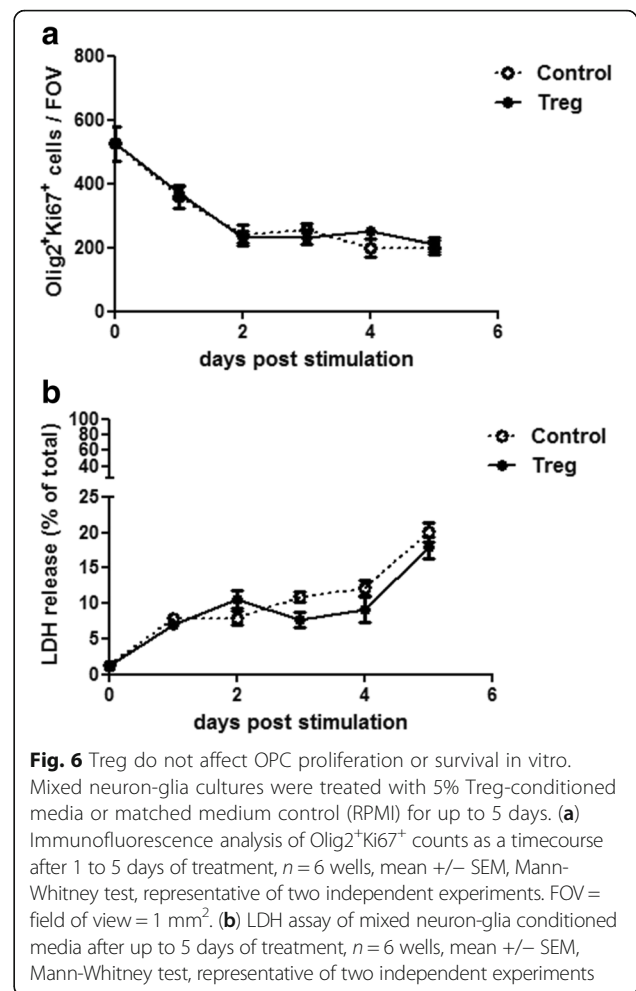 a
800
600
400
200
0
Olig2⁺Ki67⁺ cells / FOV
Control
Treg
0 2 4 6
days post stimulation
b
100
80
60
40
25
20
15
10
5
0
LDH release (% of total)
Control
Treg
0 2 4 6
days post stimulation
Fig. 6 Treg do not affect OPC proliferation or survival in vitro.
Mixed neuron-glia cultures were treated with 5% Treg-conditioned
media or matched medium control (RPMI) for up to 5 days. (a)
Immunofluorescence analysis of Olig2⁺Ki67⁺ counts as a timecourse
after 1 to 5 days of treatment, n = 6 wells, mean +/− SEM, Mann-
Whitney test, representative of two independent experiments. FOV =
field of view = 1 mm². (b) LDH assay of mixed neuron-glia conditioned
media after up to 5 days of treatment, n = 6 wells, mean +/− SEM,
Mann-Whitney test, representative of two independent experiments